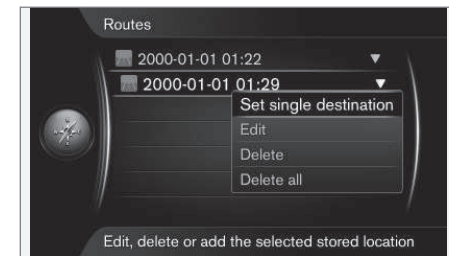 Routes
2000-01-01 01:22
2000-01-01 01:29
Set single destination
Edit
Delete
Delete all
Edit, delete or add the selected stored location